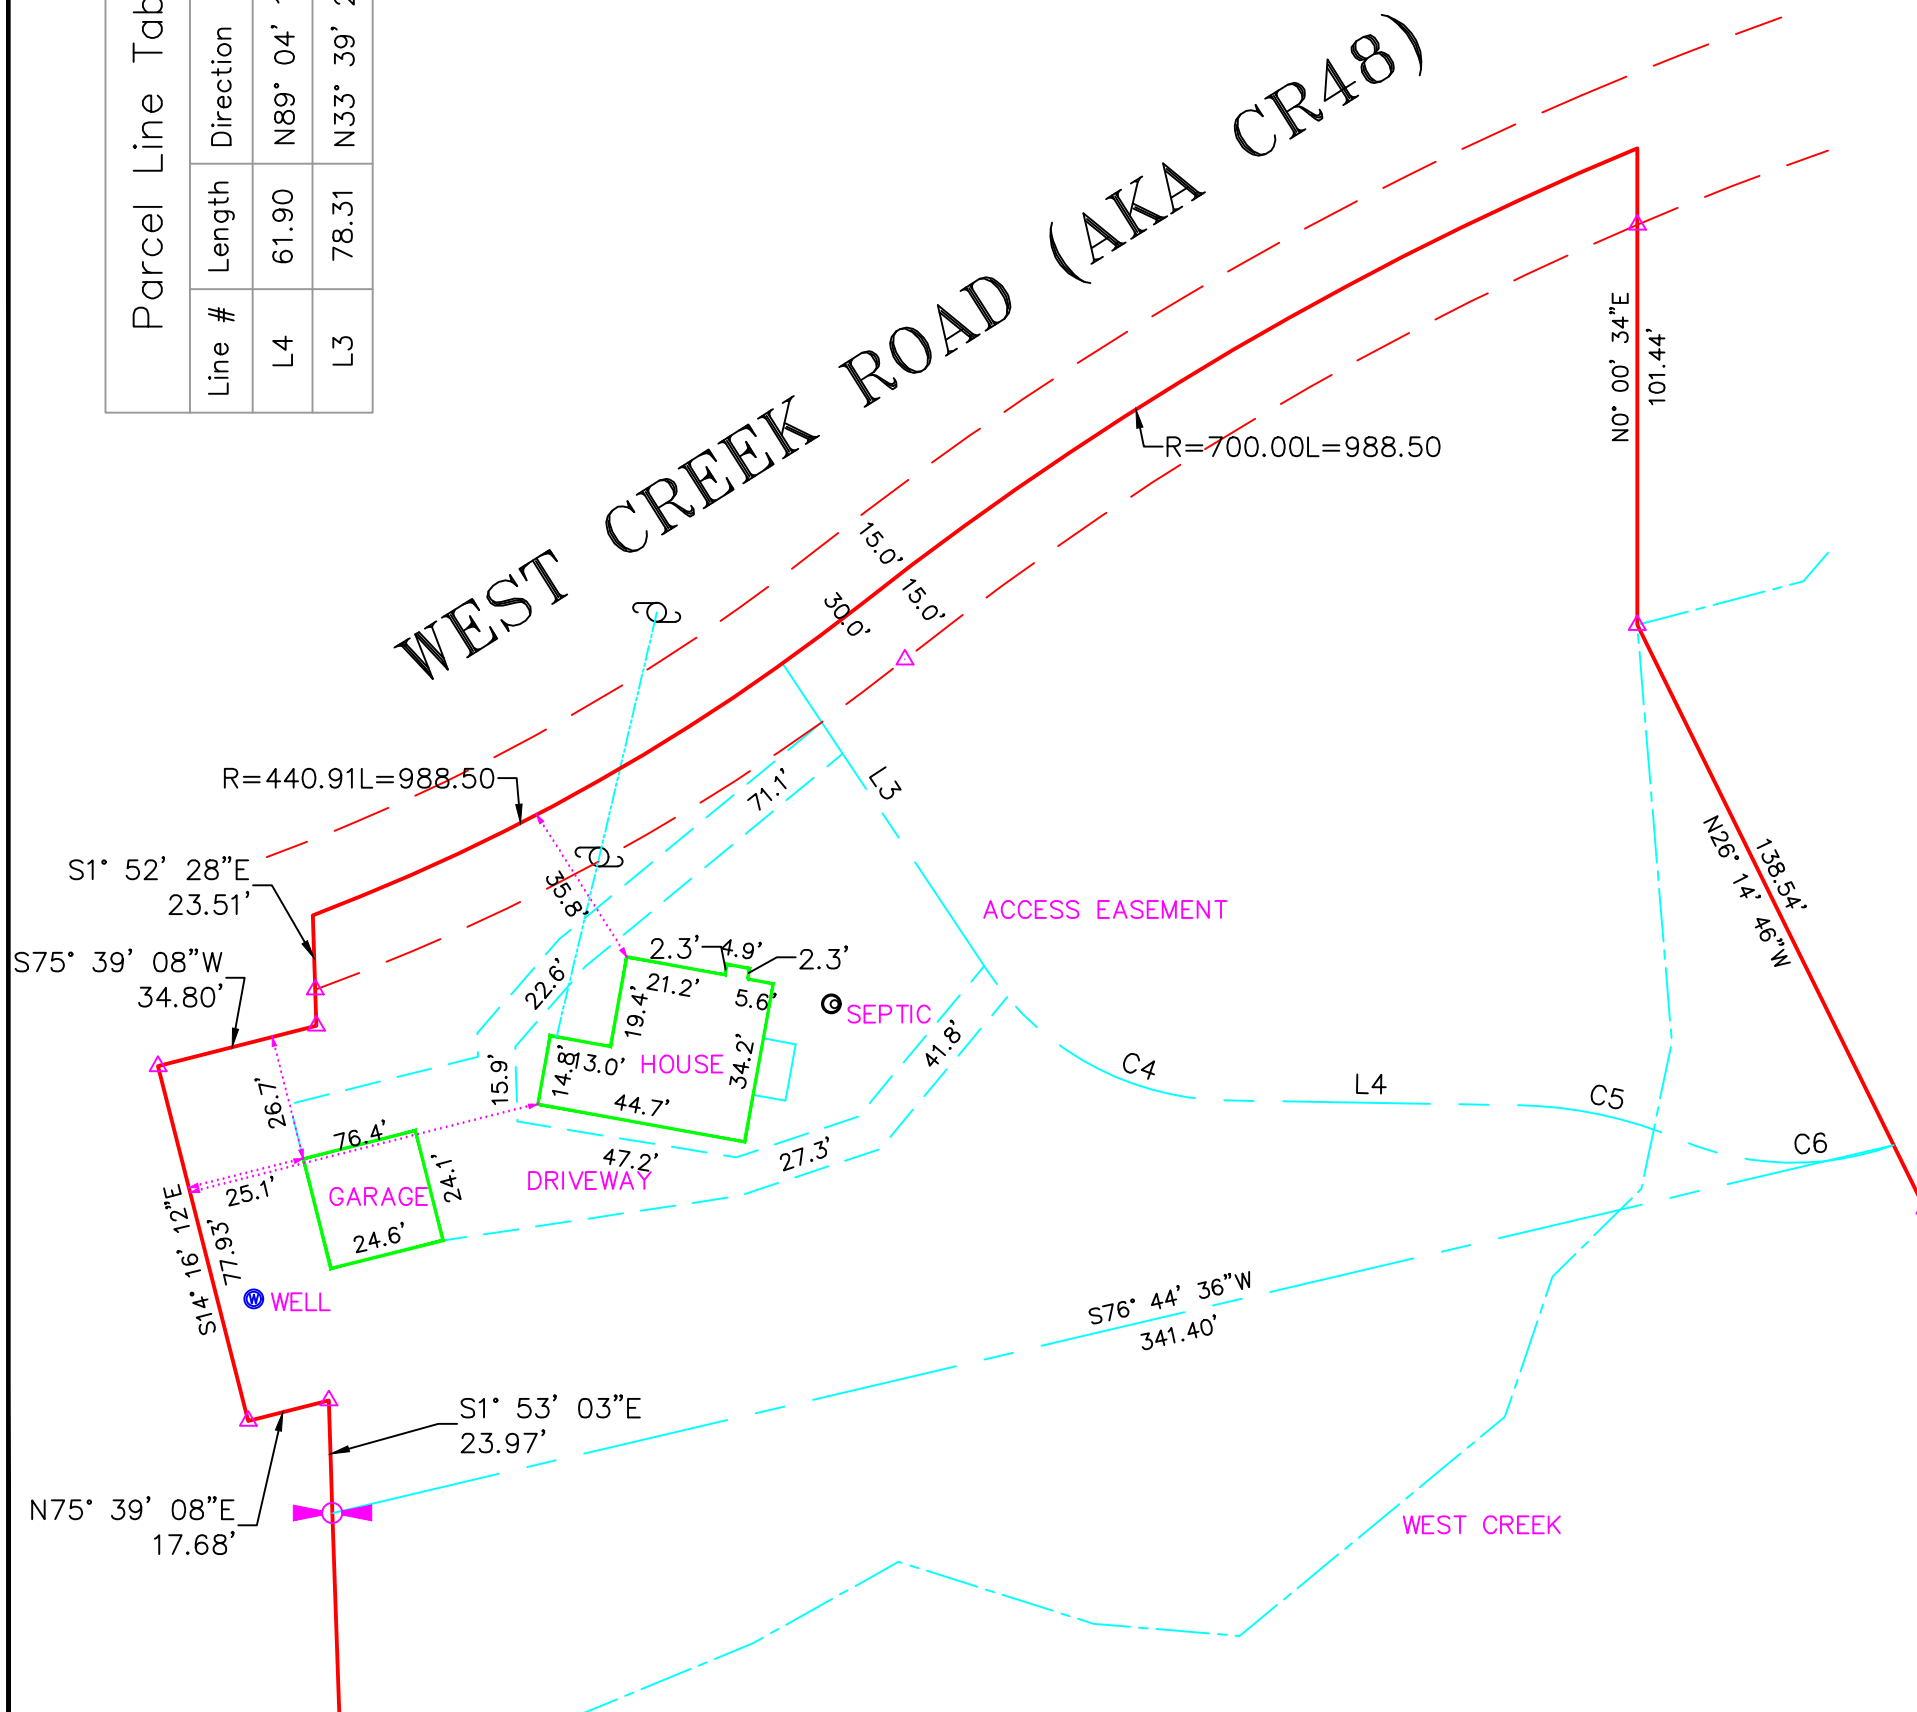 Parcel Line Tab
Line # Length Direction
L4 61.90 N89° 04'
L3 78.31 N33° 39'
WEST CREEK ROAD (AKA CR48)
N0° 00' 34"E
101.44'
R=700.00L=988.50
15.0'
15.0'
30.0'
R=440.91L=988.50
71.1'
L3
S1° 52' 28"E
23.51'
35.8'
138.54'
N26° 14' 46"W
ACCESS EASEMENT
S75° 39' 08"W
34.80'
2.3'
4.9'
2.3'
22.6'
21.2'
5.6'
19.4'
SEPTIC
41.8'
HOUSE
13.0'
14.8'
34.2'
15.9'
C4
L4
C5
C6
26.7'
44.7'
76.4'
47.2'
27.3'
DRIVEWAY
25.1'
GARAGE
24.1'
24.6'
S14° 16' 12"E
77.93'
WELL
W
S76° 44' 36"W
341.40'
S1° 53' 03"E
23.97'
N75° 39' 08"E
17.68'
WEST CREEK